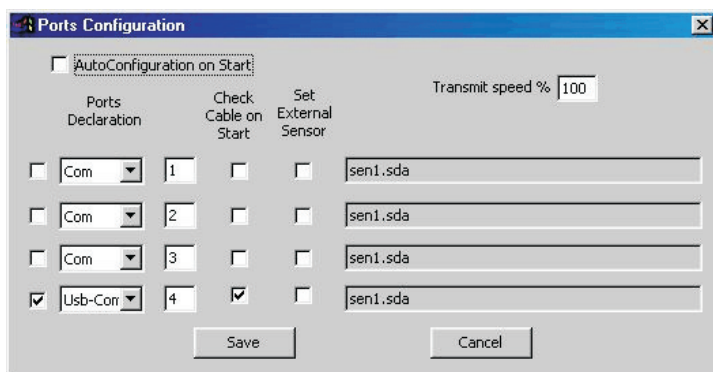 Ports Configuration
AutoConfiguration on Start
Transmit speed % 100
Ports Declaration
Check Cable on Start
Set External Sensor
Com 1 sen1.sda
Com 2 sen1.sda
Com 3 sen1.sda
Usb-Com 4 sen1.sda
Save Cancel